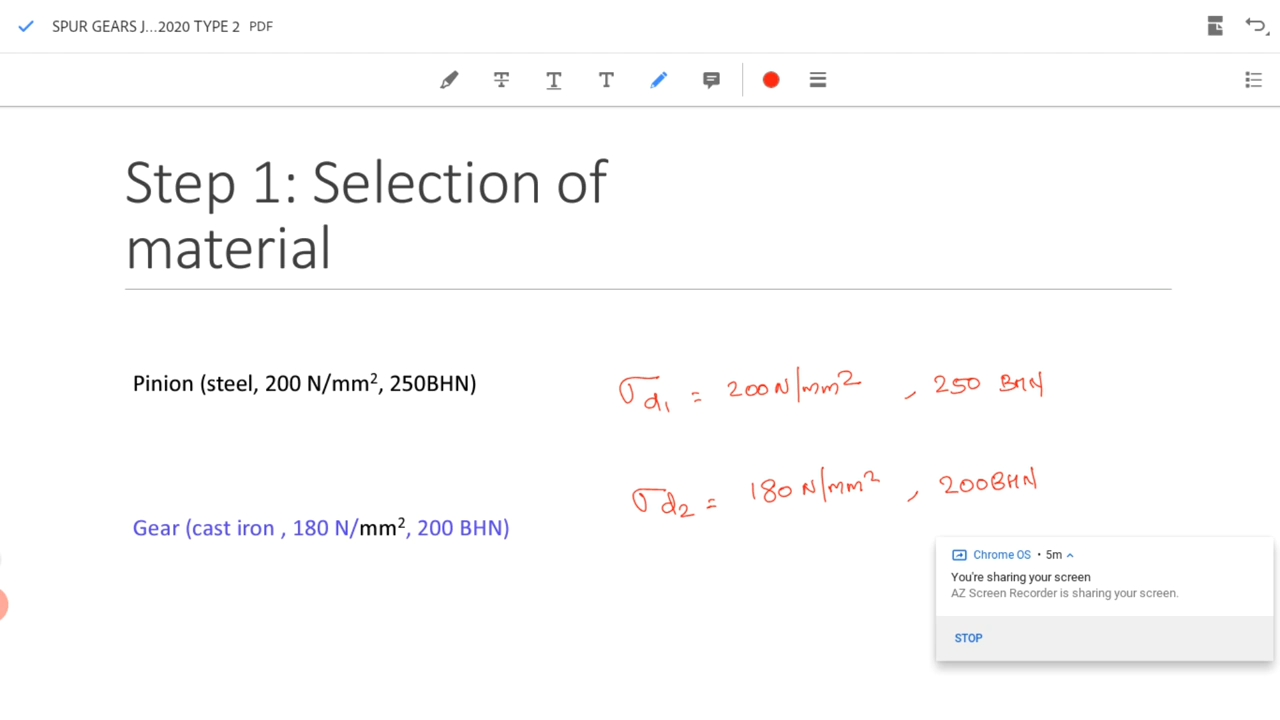 SPUR GEARS J...2020 TYPE 2 PDF
Step 1: Selection of
material
Pinion (steel, 200 N/mm², 250BHN)
σd₁ = 200N/mm² , 250 BHN
σd₂ = 180N/mm² , 200BHN
Gear (cast iron , 180 N/mm², 200 BHN)
Chrome OS • 5m
You're sharing your screen
AZ Screen Recorder is sharing your screen.
STOP